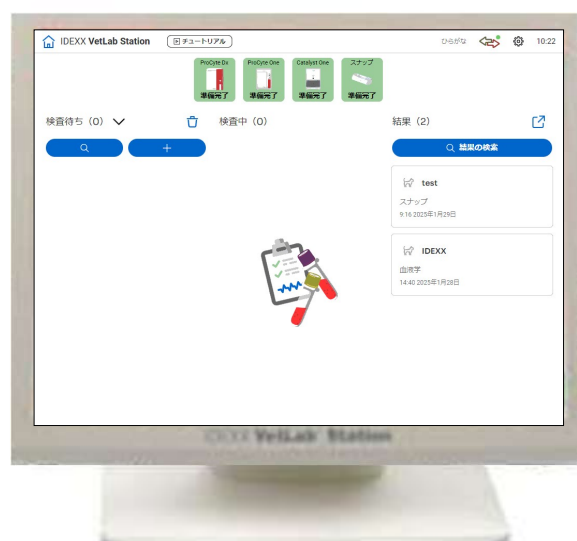 IDEXX VetLab Station
チュートリアル
ひらがな
10:22
ProCyte Dx
準備完了
ProCyte One
準備完了
Catalyst One
準備完了
スナップ
準備完了
検査待ち（0）
検査中（0）
結果（2）
結果の検索
test
スナップ
9:16 2025年1月29日
IDEXX
血液学
14:40 2025年1月28日
IDEXX VetLab Station